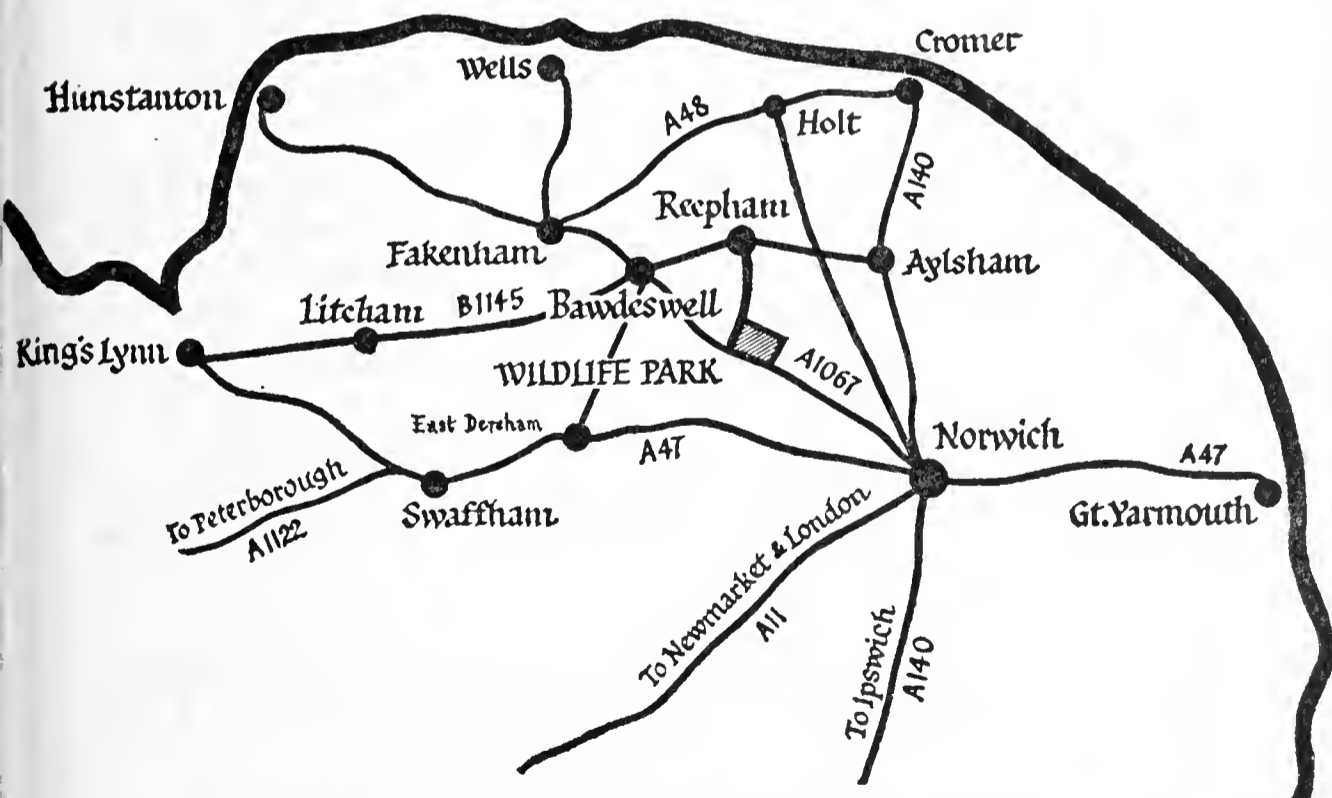 Cromer
Wells
Hunstanton
A48
Holt
A140
Reepham
Fakenham
Aylsham
Litcham
B1145
Bawdeswell
King's Lynn
WILDLIFE PARK
A1067
East Dereham
A47
Norwich
A47
Gt. Yarmouth
Swaffham
To Peterborough
A1122
To Newmarket & London
A11
To Ipswich
A140